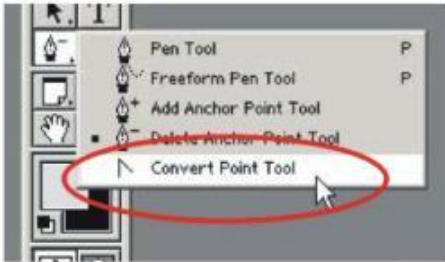 T
Pen Tool P
Freeform Pen Tool P
Add Anchor Point Tool
Delete Anchor Point Tool
Convert Point Tool